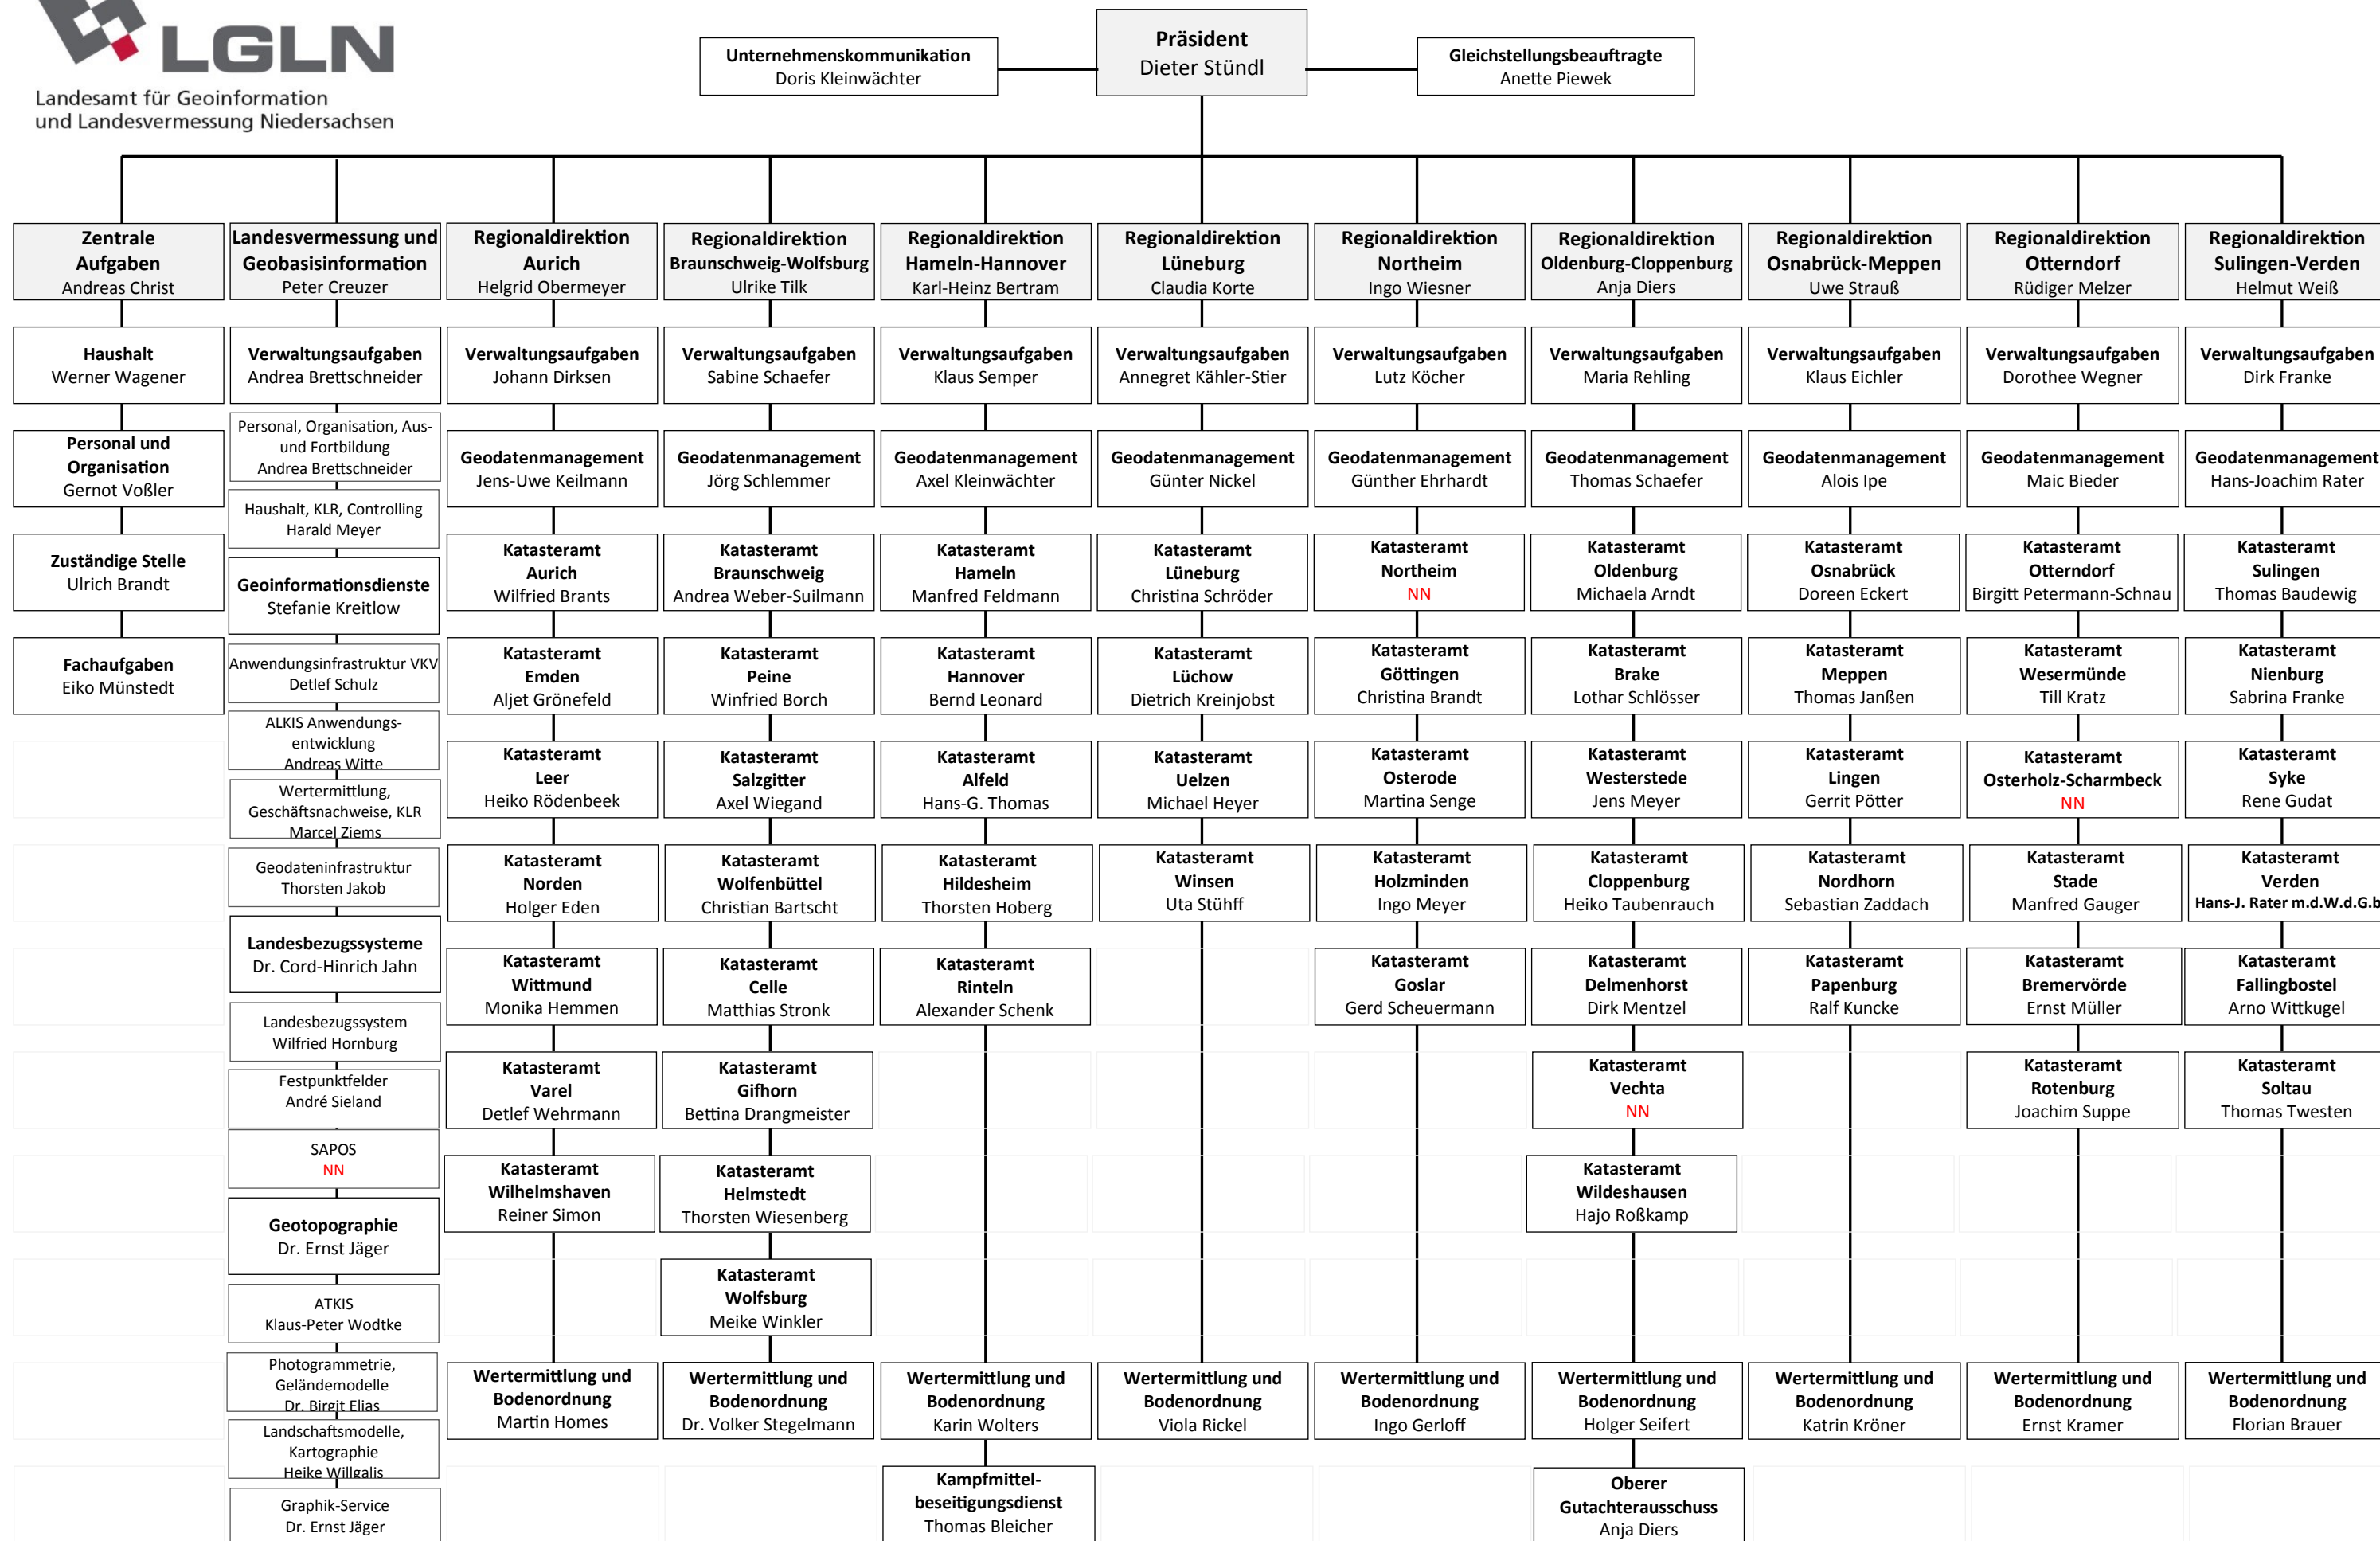 LGLN
Landesamt für Geoinformation
und Landesvermessung Niedersachsen
Unternehmenskommunikation
Doris Kleinwächter
Präsident
Dieter Stündl
Gleichstellungsbeauftragte
Anette Piewek
Zentrale
Aufgaben
Andreas Christ
Haushalt
Werner Wagener
Personal und
Organisation
Gernot Voßler
Zuständige Stelle
Ulrich Brandt
Fachaufgaben
Eiko Münstedt
Landesvermessung und
Geobasisinformation
Peter Creuzer
Verwaltungsaufgaben
Andrea Brettschneider
Personal, Organisation, Aus-
und Fortbildung
Andrea Brettschneider
Haushalt, KLR, Controlling
Harald Meyer
Geoinformationsdienste
Stefanie Kreitlow
Anwendungsinfrastruktur VKV
Detlef Schulz
ALKIS Anwendungs-
entwicklung
Andreas Witte
Wertermittlung,
Geschäftsnachweise, KLR
Marcel Ziems
Geodateninfrastruktur
Thorsten Jakob
Landesbezugssysteme
Dr. Cord-Hinrich Jahn
Landesbezugssystem
Wilfried Hornburg
Festpunktfelder
André Sieland
SAPOS
NN
Geotopographie
Dr. Ernst Jäger
ATKIS
Klaus-Peter Wodtke
Photogrammetrie,
Geländemodelle
Dr. Birgit Elias
Landschaftsmodelle,
Kartographie
Heike Willgalis
Graphik-Service
Dr. Ernst Jäger
Regionaldirektion
Aurich
Helgrid Obermeyer
Verwaltungsaufgaben
Johann Dirksen
Geodatenmanagement
Jens-Uwe Keilmann
Katasteramt
Aurich
Wilfried Brants
Katasteramt
Emden
Aljet Grönefeld
Katasteramt
Leer
Heiko Rödenbeek
Katasteramt
Norden
Holger Eden
Katasteramt
Wittmund
Monika Hemmen
Katasteramt
Varel
Detlef Wehrmann
Katasteramt
Wilhelmshaven
Reiner Simon
Wertermittlung und
Bodenordnung
Martin Homes
Regionaldirektion
Braunschweig-Wolfsburg
Ulrike Tilk
Verwaltungsaufgaben
Sabine Schaefer
Geodatenmanagement
Jörg Schlemmer
Katasteramt
Braunschweig
Andrea Weber-Suilmann
Katasteramt
Peine
Winfried Borch
Katasteramt
Salzgitter
Axel Wiegand
Katasteramt
Wolfenbüttel
Christian Bartscht
Katasteramt
Celle
Matthias Stronk
Katasteramt
Gifhorn
Bettina Drangmeister
Katasteramt
Helmstedt
Thorsten Wiesenberg
Katasteramt
Wolfsburg
Meike Winkler
Wertermittlung und
Bodenordnung
Dr. Volker Stegelmann
Regionaldirektion
Hameln-Hannover
Karl-Heinz Bertram
Verwaltungsaufgaben
Klaus Semper
Geodatenmanagement
Axel Kleinwächter
Katasteramt
Hameln
Manfred Feldmann
Katasteramt
Hannover
Bernd Leonard
Katasteramt
Alfeld
Hans-G. Thomas
Katasteramt
Hildesheim
Thorsten Hoberg
Katasteramt
Rinteln
Alexander Schenk
Wertermittlung und
Bodenordnung
Karin Wolters
Kampfmittel-
beseitigungsdienst
Thomas Bleicher
Regionaldirektion
Lüneburg
Claudia Korte
Verwaltungsaufgaben
Annegret Kähler-Stier
Geodatenmanagement
Günter Nickel
Katasteramt
Lüneburg
Christina Schröder
Katasteramt
Lüchow
Dietrich Kreinjobst
Katasteramt
Uelzen
Michael Heyer
Katasteramt
Winsen
Uta Stühff
Wertermittlung und
Bodenordnung
Viola Rickel
Regionaldirektion
Northeim
Ingo Wiesner
Verwaltungsaufgaben
Lutz Köcher
Geodatenmanagement
Günther Ehrhardt
Katasteramt
Northeim
NN
Katasteramt
Göttingen
Christina Brandt
Katasteramt
Osterode
Martina Senge
Katasteramt
Holzminden
Ingo Meyer
Katasteramt
Goslar
Gerd Scheuermann
Wertermittlung und
Bodenordnung
Ingo Gerloff
Regionaldirektion
Oldenburg-Cloppenburg
Anja Diers
Verwaltungsaufgaben
Maria Rehling
Geodatenmanagement
Thomas Schaefer
Katasteramt
Oldenburg
Michaela Arndt
Katasteramt
Brake
Lothar Schlösser
Katasteramt
Westerstede
Jens Meyer
Katasteramt
Cloppenburg
Heiko Taubenrauch
Katasteramt
Delmenhorst
Dirk Mentzel
Katasteramt
Vechta
NN
Katasteramt
Wildeshausen
Hajo Roßkamp
Wertermittlung und
Bodenordnung
Holger Seifert
Oberer
Gutachterausschuss
Anja Diers
Regionaldirektion
Osnabrück-Meppen
Uwe Strauß
Verwaltungsaufgaben
Klaus Eichler
Geodatenmanagement
Alois Ipe
Katasteramt
Osnabrück
Doreen Eckert
Katasteramt
Meppen
Thomas Janßen
Katasteramt
Lingen
Gerrit Pötter
Katasteramt
Nordhorn
Sebastian Zaddach
Katasteramt
Papenburg
Ralf Kuncke
Wertermittlung und
Bodenordnung
Katrin Kröner
Regionaldirektion
Otterndorf
Rüdiger Melzer
Verwaltungsaufgaben
Dorothee Wegner
Geodatenmanagement
Maic Bieder
Katasteramt
Otterndorf
Birgitt Petermann-Schnau
Katasteramt
Wesermünde
Till Kratz
Katasteramt
Osterholz-Scharmbeck
NN
Katasteramt
Stade
Manfred Gauger
Katasteramt
Bremervörde
Ernst Müller
Katasteramt
Rotenburg
Joachim Suppe
Wertermittlung und
Bodenordnung
Ernst Kramer
Regionaldirektion
Sulingen-Verden
Helmut Weiß
Verwaltungsaufgaben
Dirk Franke
Geodatenmanagement
Hans-Joachim Rater
Katasteramt
Sulingen
Thomas Baudewig
Katasteramt
Nienburg
Sabrina Franke
Katasteramt
Syke
Rene Gudat
Katasteramt
Verden
Hans-J. Rater m.d.W.d.G.b
Katasteramt
Fallingbostel
Arno Wittkugel
Katasteramt
Soltau
Thomas Twesten
Wertermittlung und
Bodenordnung
Florian Brauer